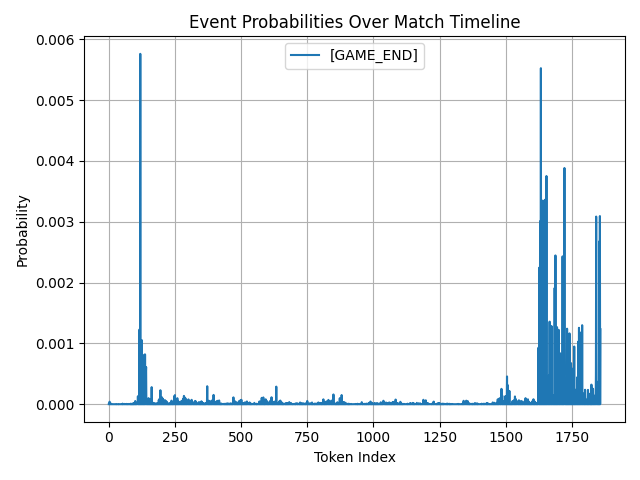 Event Probabilities Over Match Timeline
[GAME_END]
0.006
0.005
0.004
0.003
0.002
0.001
0.000
Probability
0 250 500 750 1000 1250 1500 1750
Token Index